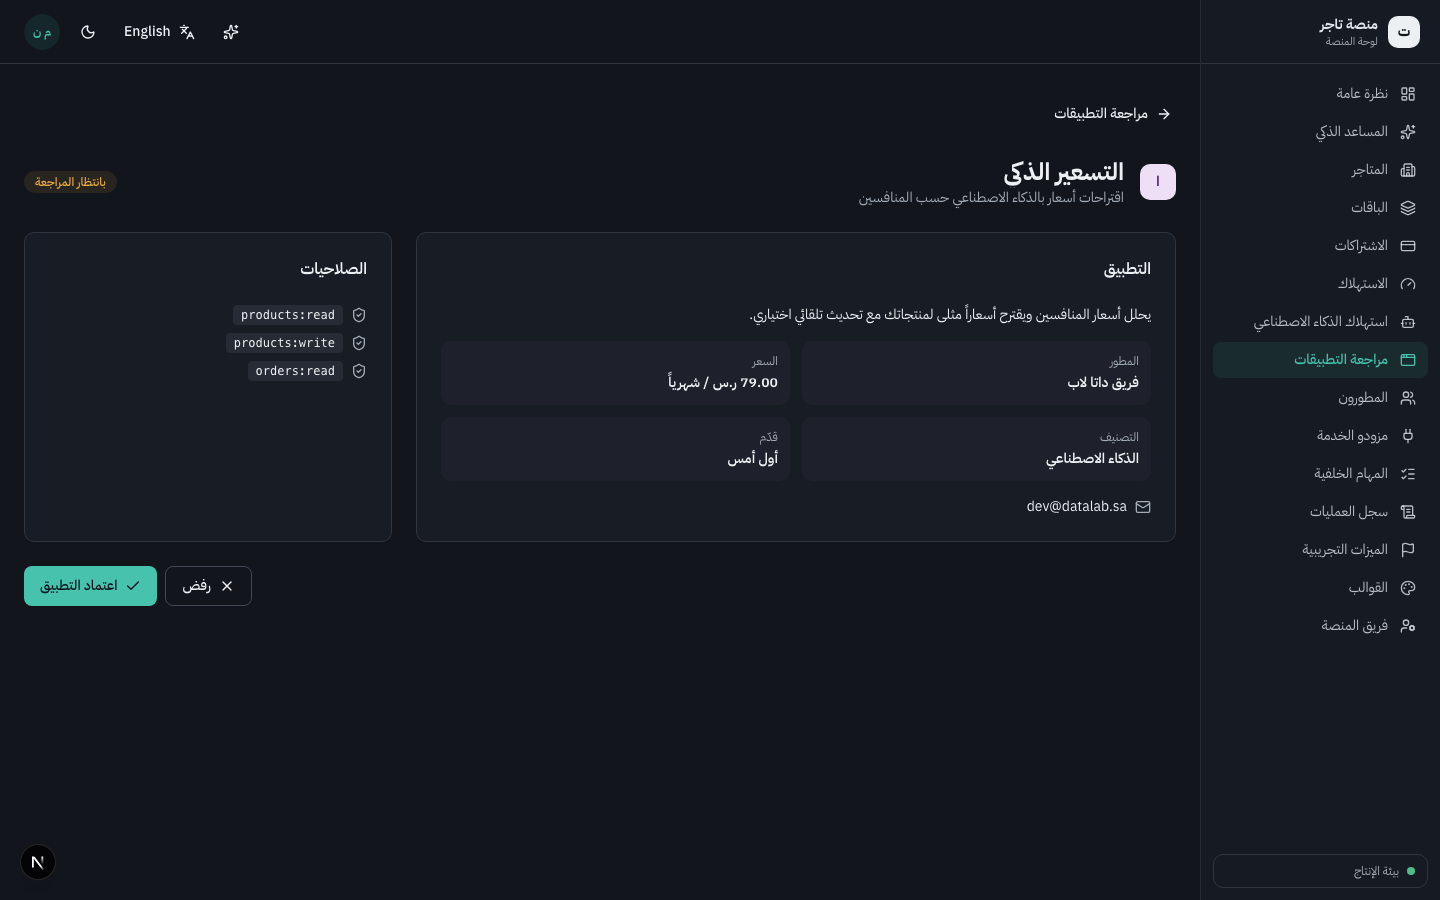 ت
منصة تاجر
لوحة المنصة
English
م ن
نظرة عامة
المساعد الذكي
المتاجر
الباقات
الاشتراكات
الاستهلاك
استهلاك الذكاء الاصطناعي
مراجعة التطبيقات
المطورون
مزودو الخدمة
المهام الخلفية
سجل العمليات
الميزات التجريبية
القوالب
فريق المنصة
بيئة الإنتاج
مراجعة التطبيقات
ا
التسعير الذكي
اقتراحات أسعار بالذكاء الاصطناعي حسب المنافسين
بانتظار المراجعة
التطبيق
يحلل أسعار المنافسين ويقترح أسعاراً مثلى لمنتجاتك مع تحديث تلقائي اختياري.
المطور
فريق داتا لاب
السعر
79.00 ر.س / شهرياً
التصنيف
الذكاء الاصطناعي
قدّم
أول أمس
dev@datalab.sa
الصلاحيات
products:read
products:write
orders:read
رفض
اعتماد التطبيق
N